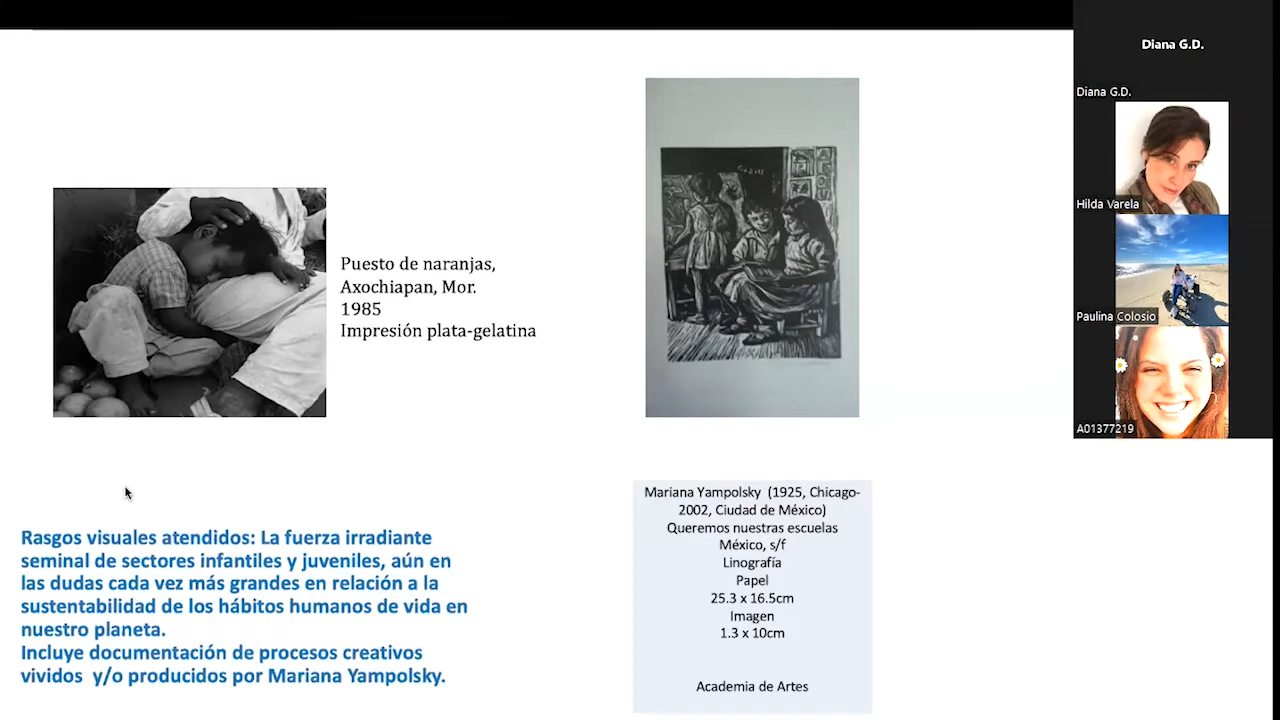 Puesto de naranjas,
Axochiapan, Mor.
1985
Impresión plata-gelatina
Rasgos visuales atendidos: La fuerza irradiante
seminal de sectores infantiles y juveniles, aún en
las dudas cada vez más grandes en relación a la
sustentabilidad de los hábitos humanos de vida en
nuestro planeta.
Incluye documentación de procesos creativos
vividos y/o producidos por Mariana Yampolsky.
Mariana Yampolsky (1925, Chicago-
2002, Ciudad de México)
Queremos nuestras escuelas
México, s/f
Linografía
Papel
25.3 x 16.5cm
Imagen
1.3 x 10cm
Academia de Artes
Diana G.D.
Diana G.D.
Hilda Varela
Paulina Colosio
A01377219